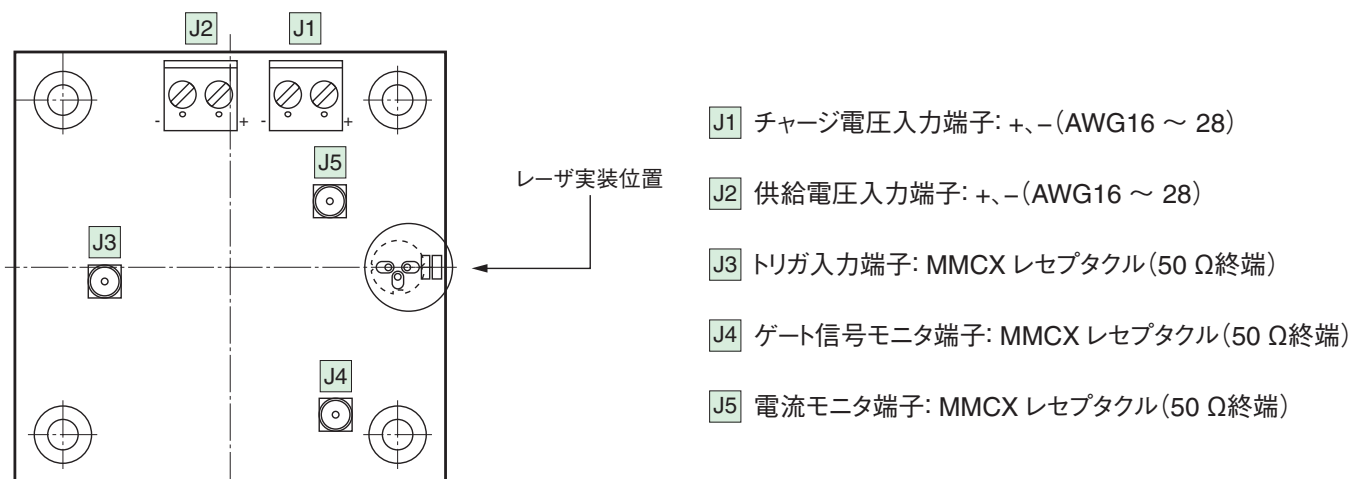 J2 J1
- + - +
J5
レーザ実装位置
J3
J4
J1 チャージ電圧入力端子: +、−(AWG16 ～ 28)
J2 供給電圧入力端子: +、−(AWG16 ～ 28)
J3 トリガ入力端子: MMCX レセプタクル(50 Ω終端)
J4 ゲート信号モニタ端子: MMCX レセプタクル(50 Ω終端)
J5 電流モニタ端子: MMCX レセプタクル(50 Ω終端)